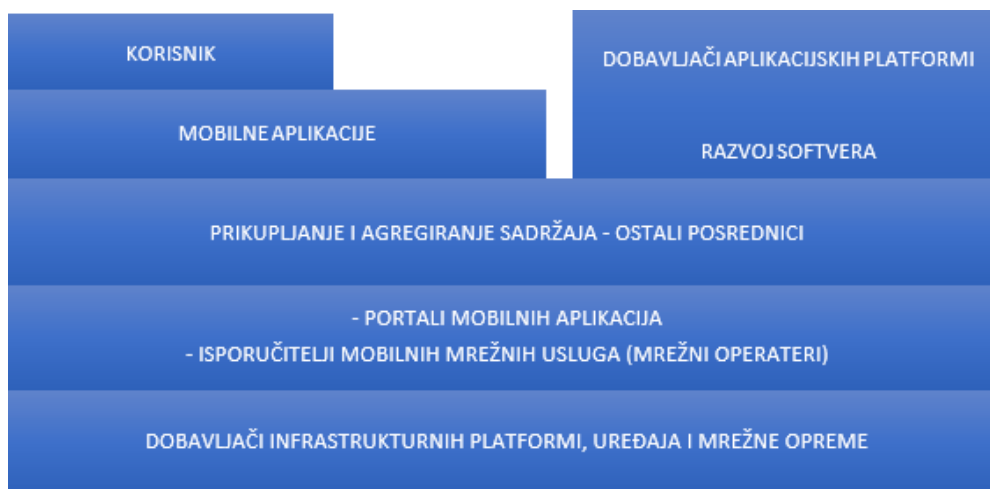 KORISNIK
MOBILNE APLIKACIJE
DOBAVLJAČI APLIKACIJSKIH PLATFORMI
RAZVOJ SOFTVERA
PRIKUPLJANJE I AGREGIRANJE SADRŽAJA - OSTALI POSREDNICI
- PORTALI MOBILNIH APLIKACIJA
- ISPORUČITELJI MOBILNIH MREŽNIH USLUGA (MREŽNI OPERATERI)
DOBAVLJAČI INFRASTRUKTURNIH PLATFORMI, UREĐAJA I MREŽNE OPREME